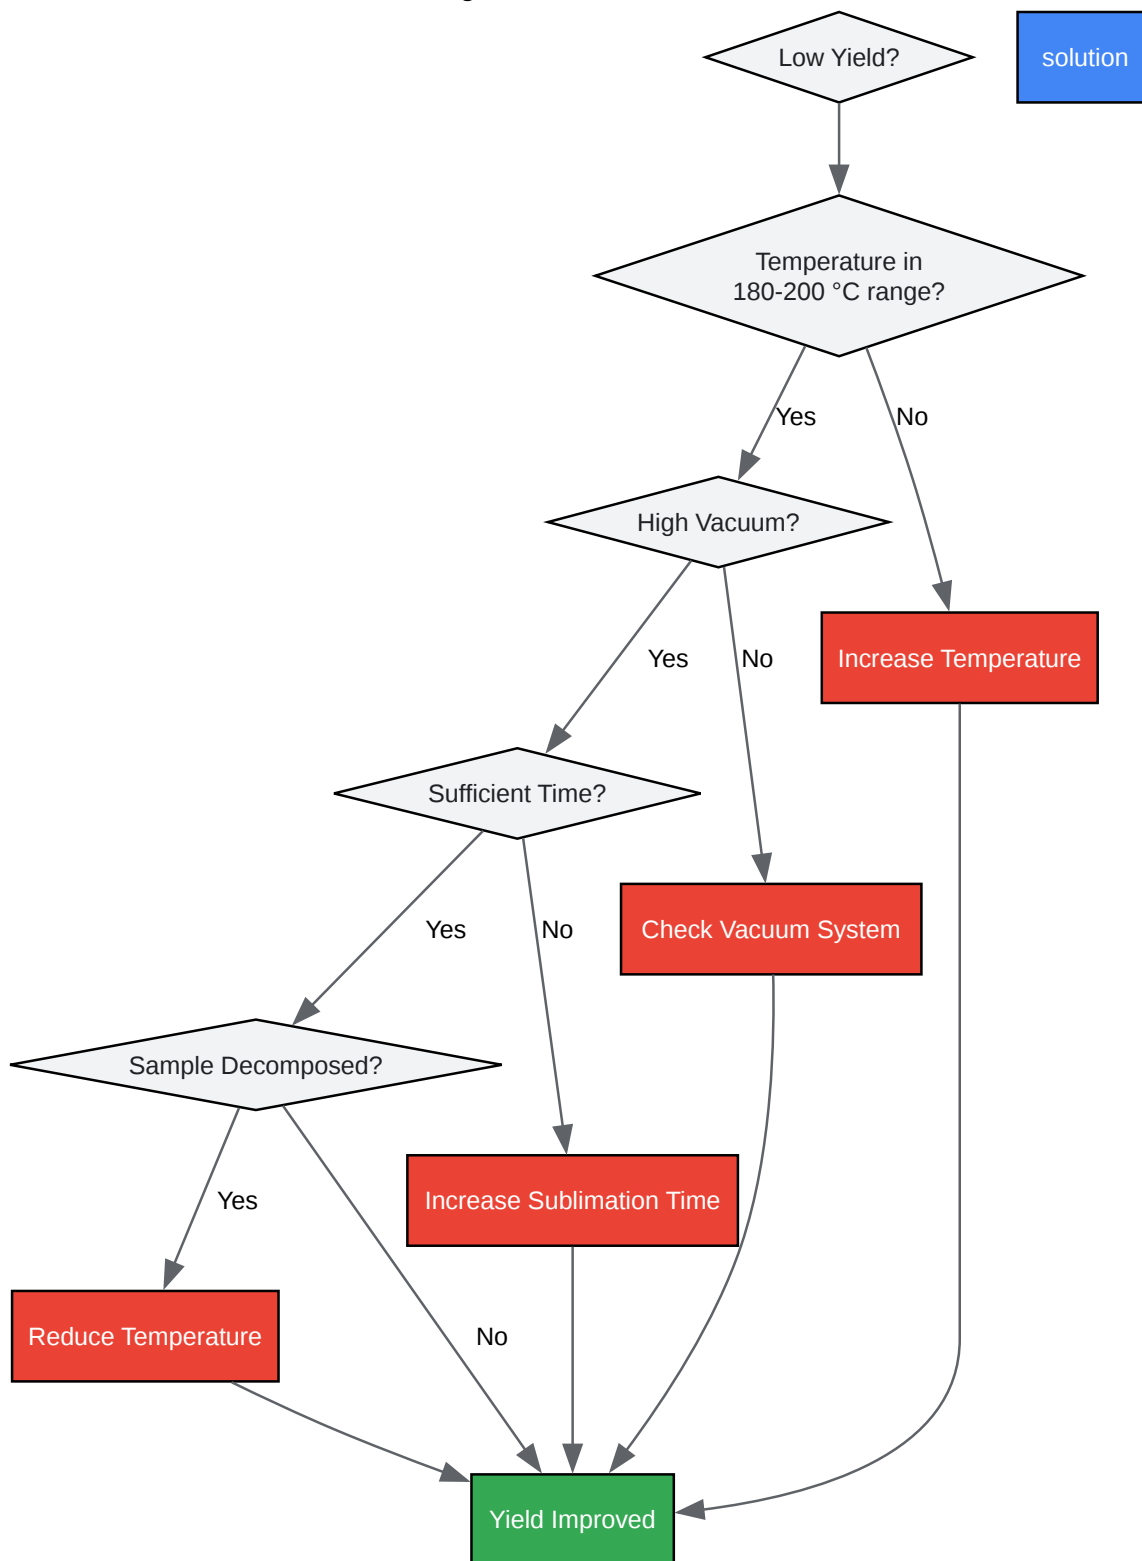 Low Yield?
solution
Temperature in
180-200 °C range?
Yes
No
High Vacuum?
Yes
No
Increase Temperature
Sufficient Time?
Yes
No
Check Vacuum System
Sample Decomposed?
Yes
No
Increase Sublimation Time
Reduce Temperature
Yield Improved